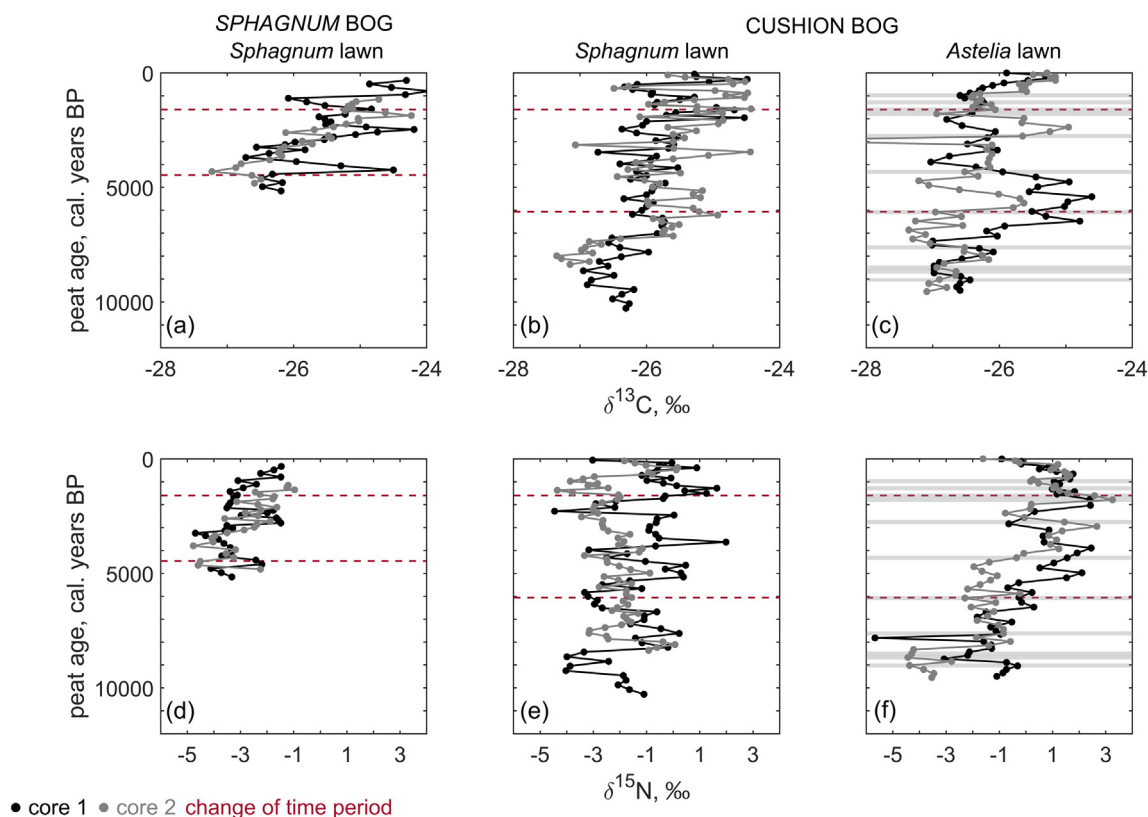 SPHAGNUM BOG
CUSHION BOG
Sphagnum lawn
Sphagnum lawn
Astelia lawn
peat age, cal. years BP
0
5000
10000
(a)
(b)
(c)
-28 -26 -24
-28 -26 -24
-28 -26 -24
δ13C, ‰
peat age, cal. years BP
0
5000
10000
(d)
(e)
(f)
-5 -3 -1 1 3
-5 -3 -1 1 3
-5 -3 -1 1 3
δ15N, ‰
core 1 core 2 change of time period